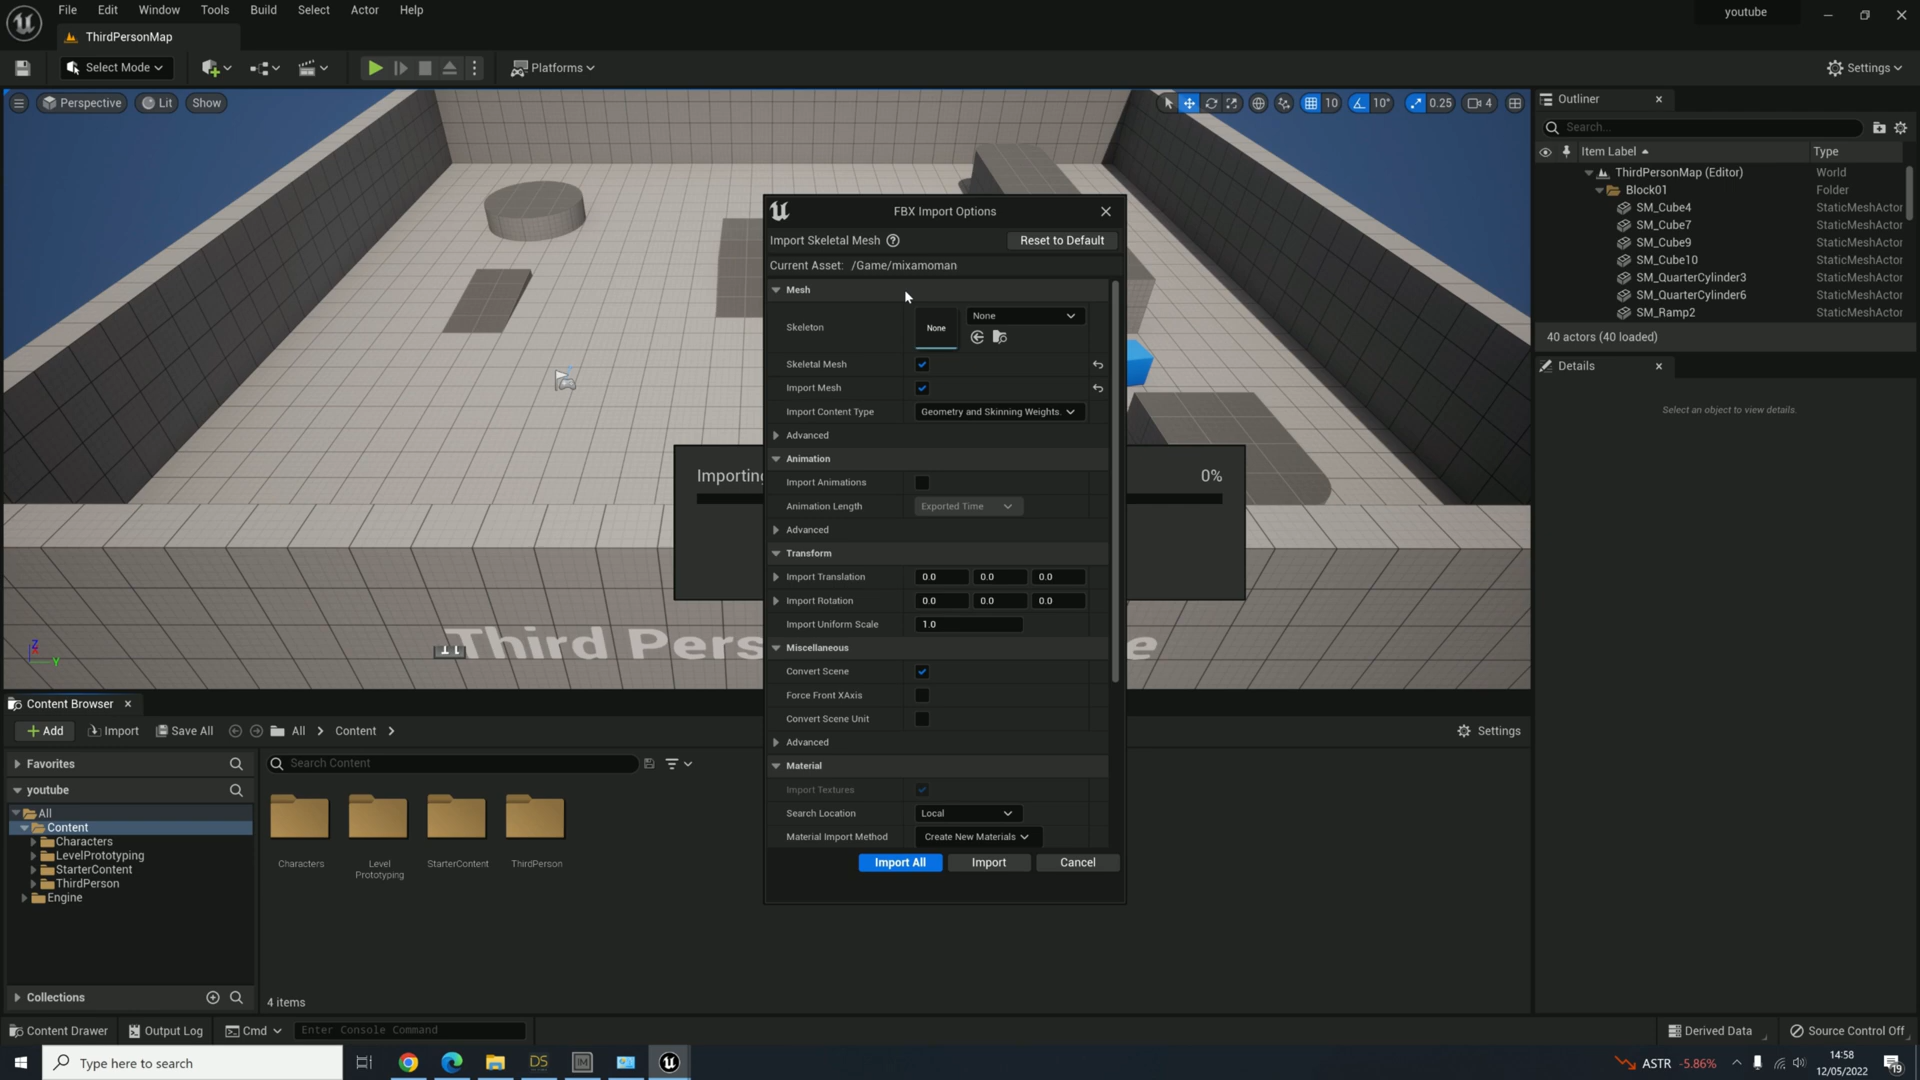 File Edit Window Tools Build Select Actor Help
youtube
ThirdPersonMap
Select Mode
Platforms
Settings
Perspective Lit Show
10 10° 0.25 4
Outliner
Search...
Item Label Type
ThirdPersonMap (Editor) World
Block01 Folder
SM_Cube4 StaticMeshActor
SM_Cube7 StaticMeshActor
SM_Cube9 StaticMeshActor
SM_Cube10 StaticMeshActor
SM_QuarterCylinder3 StaticMeshActor
SM_QuarterCylinder6 StaticMeshActor
SM_Ramp2 StaticMeshActor
40 actors (40 loaded)
Details
Select an object to view details.
FBX Import Options
Import Skeletal Mesh Reset to Default
Current Asset: /Game/mixamoman
Mesh
Skeleton None None
Skeletal Mesh
Import Mesh
Import Content Type Geometry and Skinning Weights.
Advanced
Animation
Import Animations
Animation Length Exported Time
Advanced
Transform
Import Translation 0.0 0.0 0.0
Import Rotation 0.0 0.0 0.0
Import Uniform Scale 1.0
Miscellaneous
Convert Scene
Force Front XAxis
Convert Scene Unit
Advanced
Material
Import Textures
Search Location Local
Material Import Method Create New Materials
Import All Import Cancel
Importing 0%
Third Pers e
Z
Y
Content Browser
Add Import Save All All Content Settings
Favorites
youtube
All
Content
Characters
LevelPrototyping
StarterContent
ThirdPerson
Engine
Collections
Search Content
Characters
Level Prototyping
StarterContent
ThirdPerson
4 items
Content Drawer Output Log Cmd Enter Console Command Derived Data Source Control Off
Type here to search
DS
ASTR -5.86%
14:58
12/05/2022
19